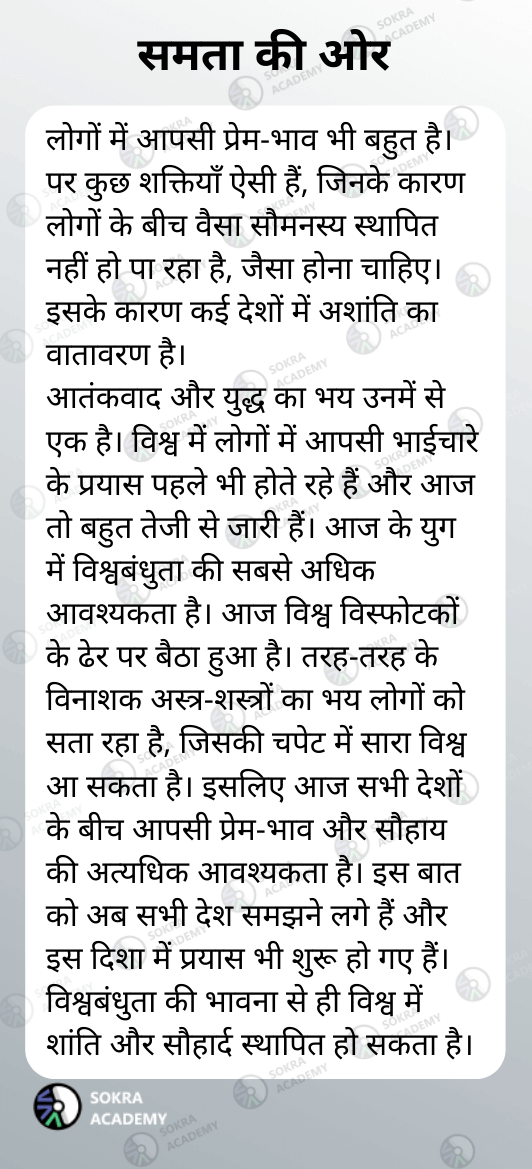 समता की ओर
लोगों में आपसी प्रेम-भाव भी बहुत है।
पर कुछ शक्तियाँ ऐसी हैं, जिनके कारण
लोगों के बीच वैसा सौमनस्य स्थापित
नहीं हो पा रहा है, जैसा होना चाहिए।
इसके कारण कई देशों में अशांति का
वातावरण है।
आतंकवाद और युद्ध का भय उनमें से
एक है। विश्व में लोगों में आपसी भाईचारे
के प्रयास पहले भी होते रहे हैं और आज
तो बहुत तेजी से जारी हैं। आज के युग
में विश्वबंधुता की सबसे अधिक
आवश्यकता है। आज विश्व विस्फोटकों
के ढेर पर बैठा हुआ है। तरह-तरह के
विनाशक अस्त्र-शस्त्रों का भय लोगों को
सता रहा है, जिसकी चपेट में सारा विश्व
आ सकता है। इसलिए आज सभी देशों
के बीच आपसी प्रेम-भाव और सौहाय
की अत्यधिक आवश्यकता है। इस बात
को अब सभी देश समझने लगे हैं और
इस दिशा में प्रयास भी शुरू हो गए हैं।
विश्वबंधुता की भावना से ही विश्व में
शांति और सौहार्द स्थापित हो सकता है।
SOKRA
ACADEMY